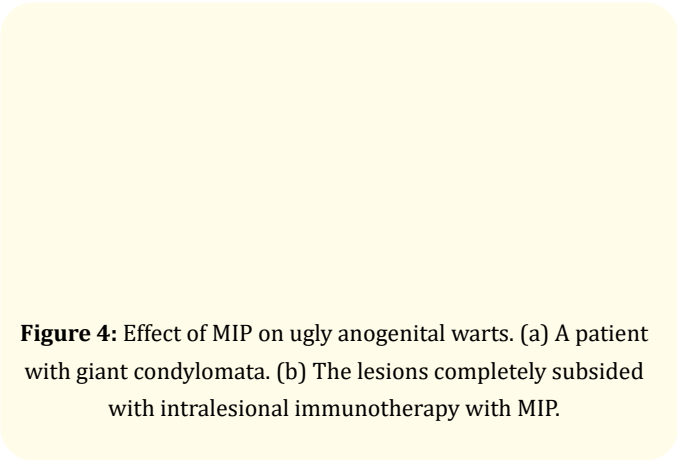 Figure 4: Effect of MIP on ugly anogenital warts. (a) A patient
with giant condylomata. (b) The lesions completely subsided
with intralesional immunotherapy with MIP.